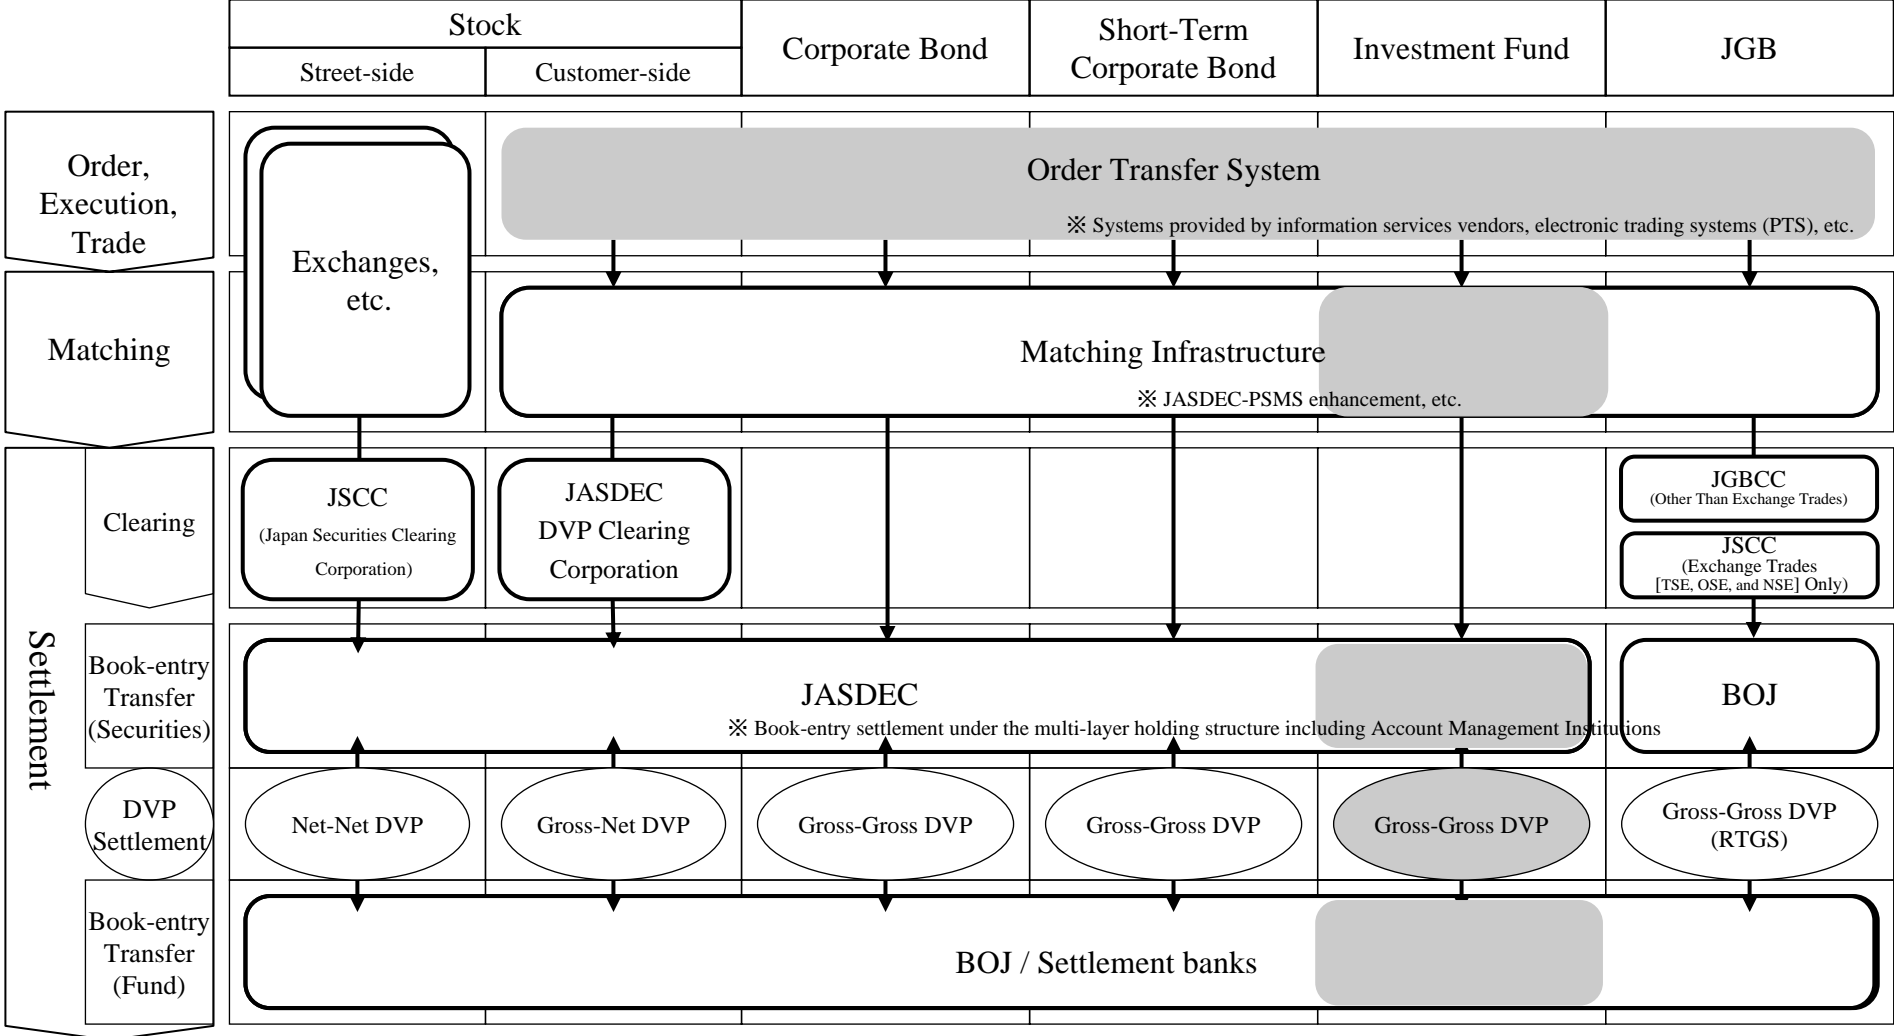 Stock
Street-side
Customer-side
Corporate Bond
Short-Term
Corporate Bond
Investment Fund
JGB
Order,
Execution,
Trade
Exchanges,
etc.
Order Transfer System
※ Systems provided by information services vendors, electronic trading systems (PTS), etc.
Matching
Matching Infrastructure
※ JASDEC-PSMS enhancement, etc.
Settlement
Clearing
JSCC
(Japan Securities Clearing
Corporation)
JASDEC
DVP Clearing
Corporation
JGBCC
(Other Than Exchange Trades)
JSCC
(Exchange Trades
[TSE, OSE, and NSE] Only)
Book-entry
Transfer
(Securities)
JASDEC
※ Book-entry settlement under the multi-layer holding structure including Account Management Institutions
BOJ
DVP
Settlement
Net-Net DVP
Gross-Net DVP
Gross-Gross DVP
Gross-Gross DVP
Gross-Gross DVP
Gross-Gross DVP
(RTGS)
Book-entry
Transfer
(Fund)
BOJ / Settlement banks